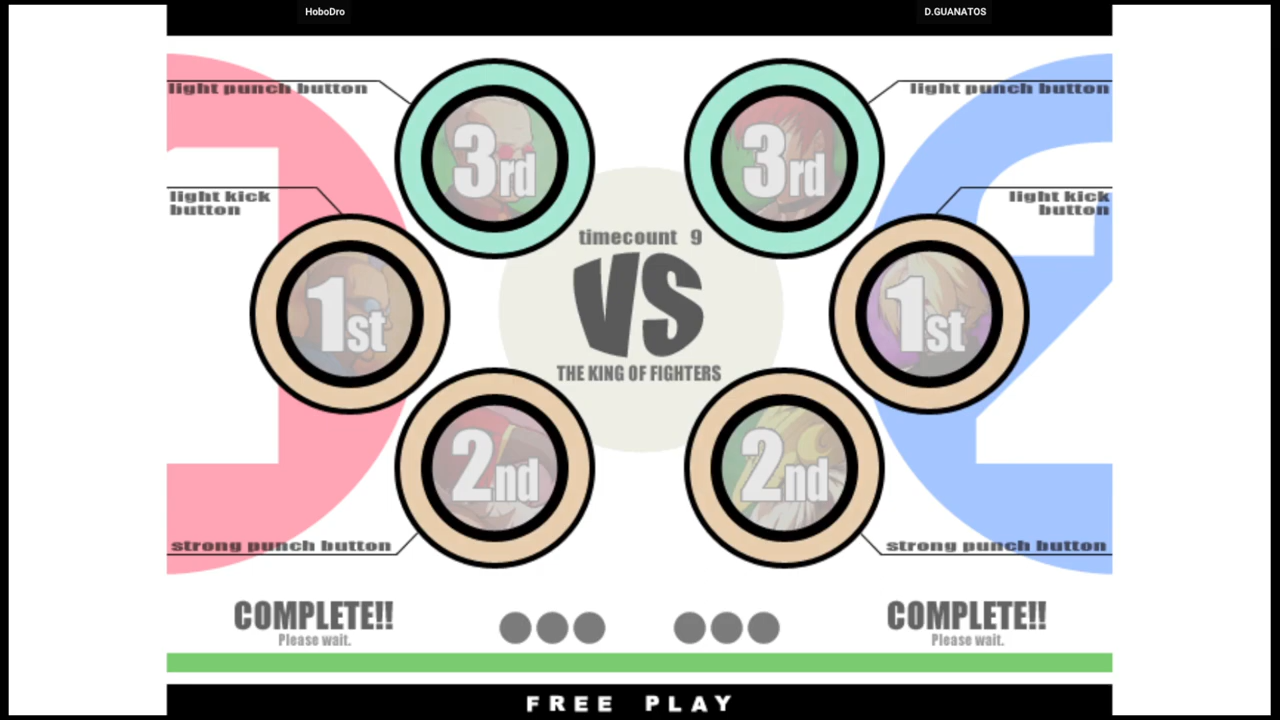 HoboDro
D.GUANATOS
light punch button
light punch button
3rd
3rd
light kick
button
light kick
button
timecount 9
VS
THE KING OF FIGHTERS
1st
1st
2nd
2nd
strong punch button
strong punch button
COMPLETE!!
Please wait.
COMPLETE!!
Please wait.
FREE PLAY